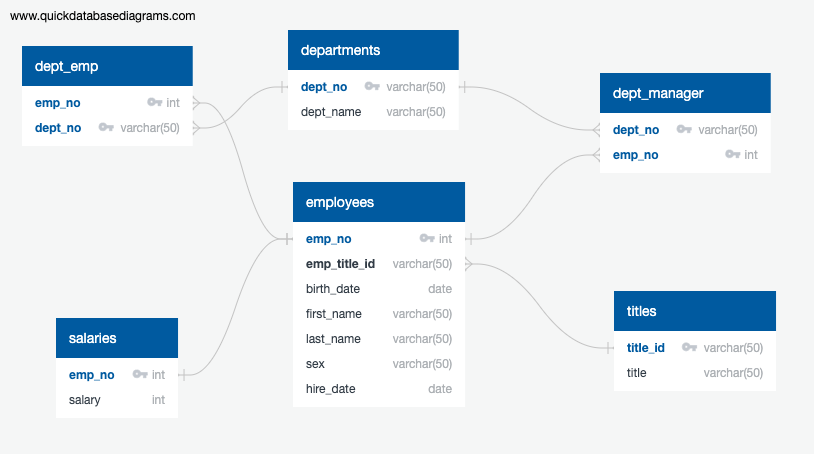 www.quickdatabasediagrams.com
dept_emp
emp_no int
dept_no varchar(50)
departments
dept_no varchar(50)
dept_name varchar(50)
dept_manager
dept_no varchar(50)
emp_no int
employees
emp_no int
emp_title_id varchar(50)
birth_date date
first_name varchar(50)
last_name varchar(50)
sex varchar(50)
hire_date date
salaries
emp_no int
salary int
titles
title_id varchar(50)
title varchar(50)